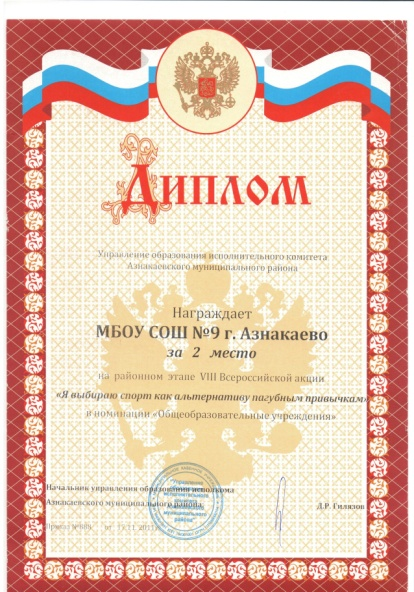 Диплом
Управление образования исполнительного комитета
Азнакаевского муниципального района
Награждает
МБОУ СОШ №9 г. Азнакаево
за 2 место
на районном этапе VIII Всероссийской акции
«Я выбираю спорт как альтернативу пагубным привычкам»
в номинации «Общеобразовательные учреждения»
Начальник управления образования исполкома
Азнакаевского муниципального района
Д.Р. Гилязов
Приказ